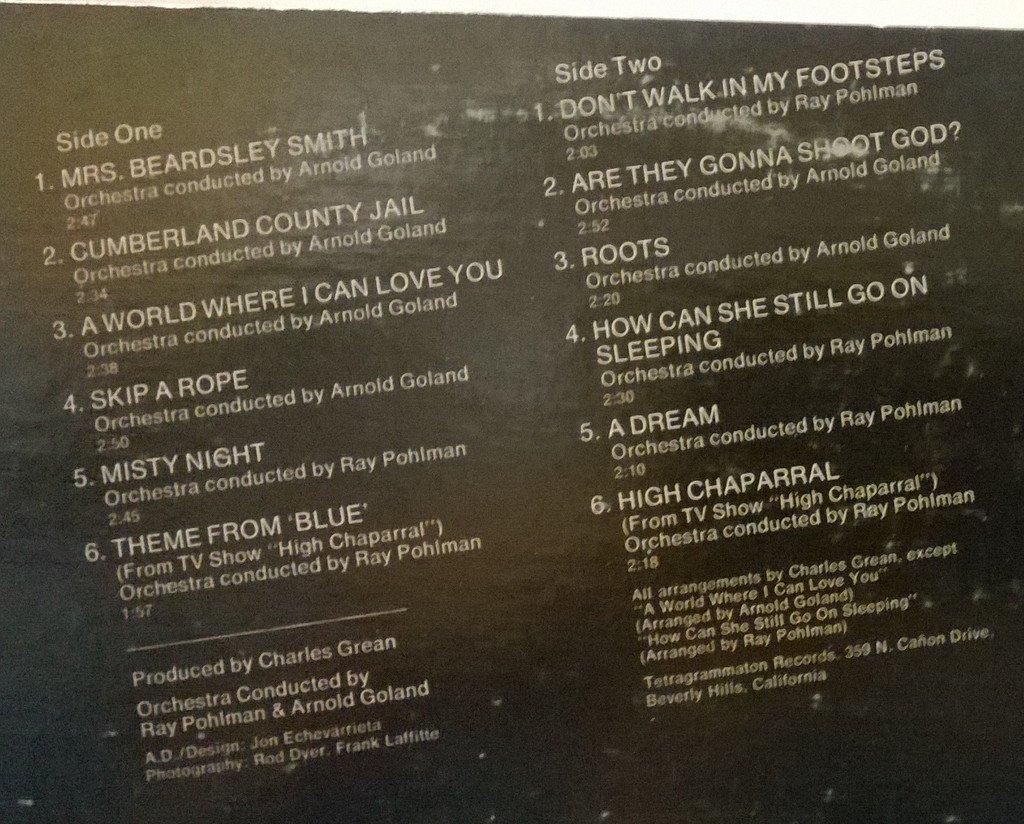 Side One
1. MRS. BEARDSLEY SMITH
Orchestra conducted by Arnold Goland
2:47
2. CUMBERLAND COUNTY JAIL
Orchestra conducted by Arnold Goland
2:34
3. A WORLD WHERE I CAN LOVE YOU
Orchestra conducted by Arnold Goland
2:38
4. SKIP A ROPE
Orchestra conducted by Arnold Goland
2:50
5. MISTY NIGHT
Orchestra conducted by Ray Pohlman
2:45
6. THEME FROM 'BLUE'
(From TV Show "High Chaparral")
Orchestra conducted by Ray Pohlman
1:57
Produced by Charles Grean
Orchestra Conducted by
Ray Pohlman & Arnold Goland
A.D./Design: Jon Echevarrieta
Photography: Rod Dyer, Frank Laffitte
Side Two
1. DON'T WALK IN MY FOOTSTEPS
Orchestra conducted by Ray Pohlman
2:03
2. ARE THEY GONNA SHOOT GOD?
Orchestra conducted by Arnold Goland
2:52
3. ROOTS
Orchestra conducted by Arnold Goland
2:20
4. HOW CAN SHE STILL GO ON
SLEEPING
Orchestra conducted by Ray Pohlman
2:30
5. A DREAM
Orchestra conducted by Ray Pohlman
2:10
6. HIGH CHAPARRAL
(From TV Show "High Chaparral")
Orchestra conducted by Ray Pohlman
2:18
All arrangements by Charles Grean, except
"A World Where I Can Love You"
(Arranged by Arnold Goland)
"How Can She Still Go On Sleeping"
(Arranged by Ray Pohlman)
Tetragrammaton Records, 359 N. Cañon Drive,
Beverly Hills, California